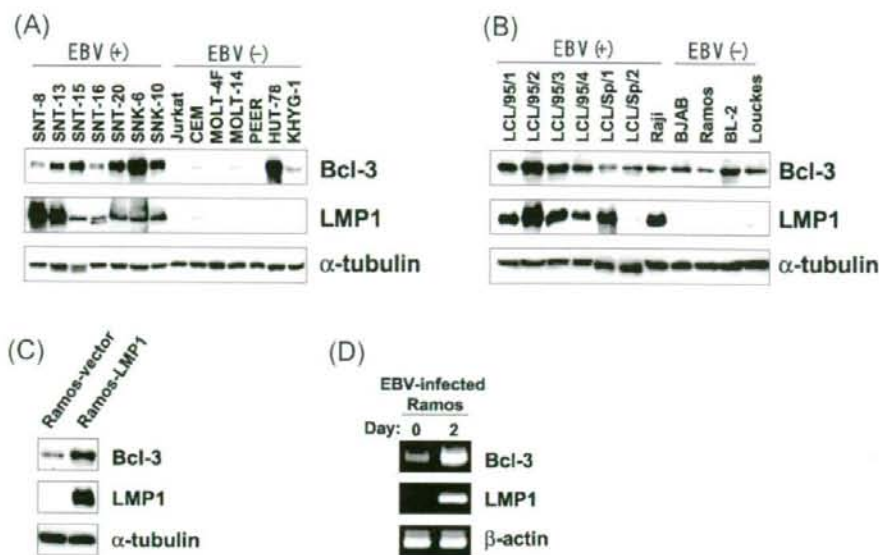 (A)
EBV (+) EBV (-)
SNT-8 SNT-13 SNT-15 SNT-16 SNT-20 SNK-6 SNK-10 Jurkat CEM MOLT-4F MOLT-14 PEER HUT-78 KHYG-1
Bcl-3
LMP1
α-tubulin
(B)
EBV (+) EBV (-)
LCL/95/1 LCL/95/2 LCL/95/3 LCL/95/4 LCL/Sp/1 LCL/Sp/2 Raji BJAB Ramos BL-2 Louckes
Bcl-3
LMP1
α-tubulin
(C)
Ramos-vector Ramos-LMP1
Bcl-3
LMP1
α-tubulin
(D)
EBV-infected
Ramos
Day: 0 2
Bcl-3
LMP1
β-actin